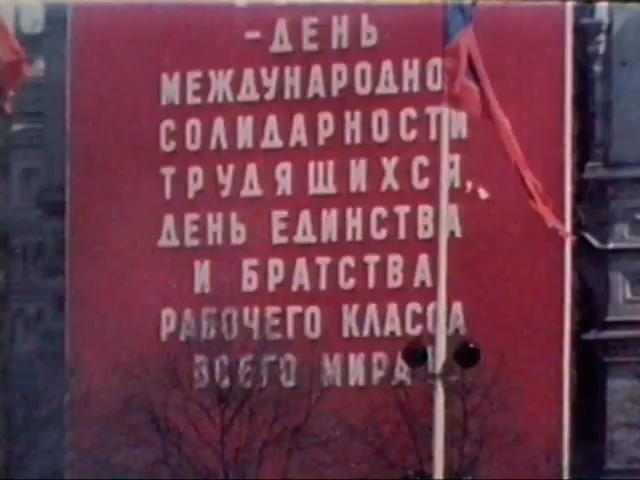 -ДЕНЬ
МЕЖДУНАРОДНО
СОЛИДАРНОСТИ
ТРУДЯЩИХСЯ,
ДЕНЬ ЕДИНСТВА
И БРАТСТВА
РАБОЧЕГО КЛАССА
ВСЕГО МИРА